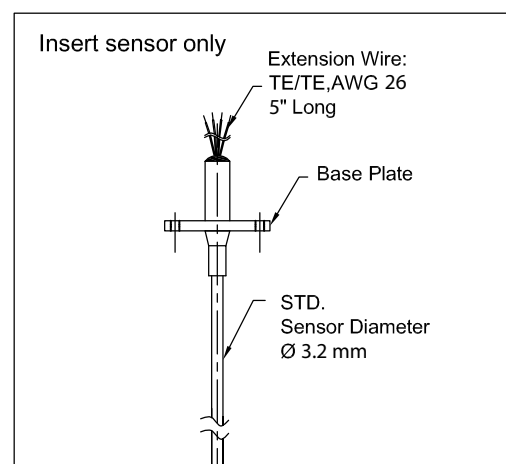 Insert sensor only
Extension Wire:
TE/TE,AWG 26
5" Long
Base Plate
STD.
Sensor Diameter
Ø 3.2 mm